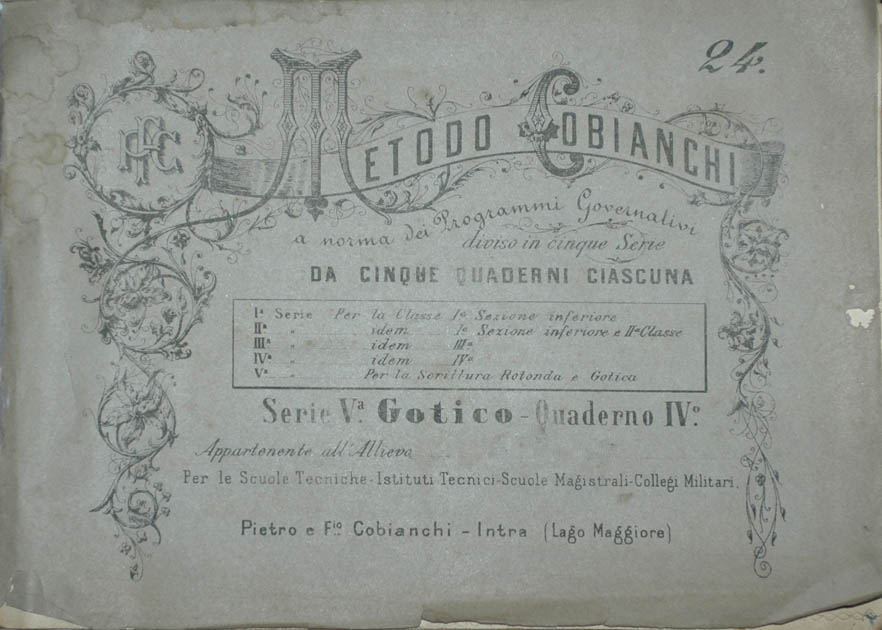 24.
METODO COBIANCHI
a norma dei Programmi Governativi
diviso in cinque Serie
DA CINQUE QUADERNI CIASCUNA
Iª Serie Per la Classe Iª Sezione inferiore
IIª „ idem Iª Sezione inferiore e IIª Classe
IIIª „ idem IIIª
IVª „ idem IVª
Vª „ Per la Scrittura Rotonda e Gotica
Serie Vª. Gotico - Quaderno IVº.
Appartenente all'Allievo
Per le Scuole Tecniche-Istituti Tecnici-Scuole Magistrali-Collegi Militari.
Pietro e Fio. Cobianchi - Intra (Lago Maggiore)